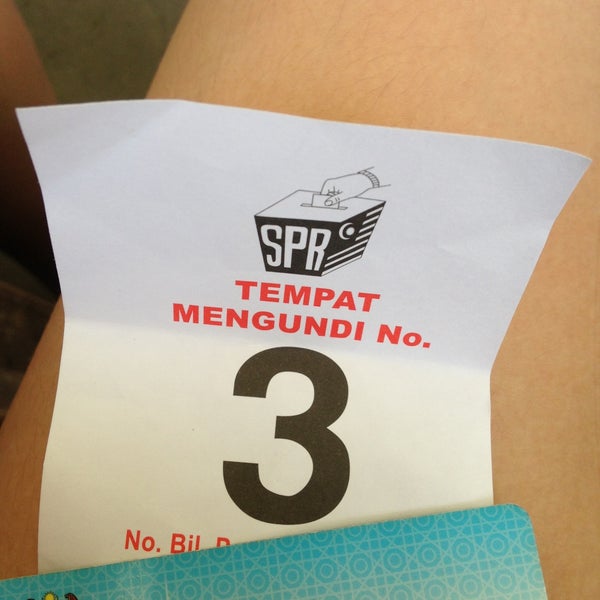 SPR
TEMPAT
MENGUNDI No.
3
No. Bil.